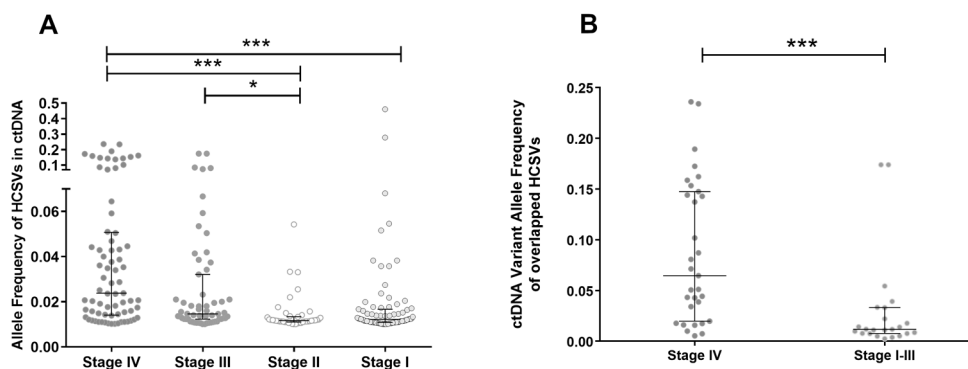 A
***
***
*
Allele Frequency of HCSVs in ctDNA
0.5
0.4
0.3
0.2
0.1
0.06
0.04
0.02
0.00
Stage IV
Stage III
Stage II
Stage I
B
***
ctDNA Variant Allele Frequency
of overlapped HCSVs
0.25
0.20
0.15
0.10
0.05
0.00
Stage IV
Stage I-III